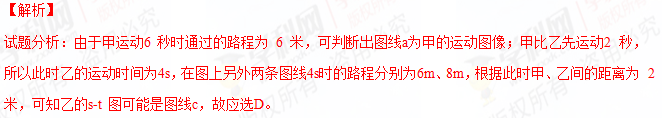 【解析】
试题分析：由于甲运动6 秒时通过的路程为 6 米，可判断出图线a为甲的运动图像；甲比乙先运动2 秒，
所以此时乙的运动时间为4s，在图上另外两条图线4s时的路程分别为6m、8m，根据此时甲、乙间的距离为 2
米，可知乙的s-t 图可能是图线c，故应选D。